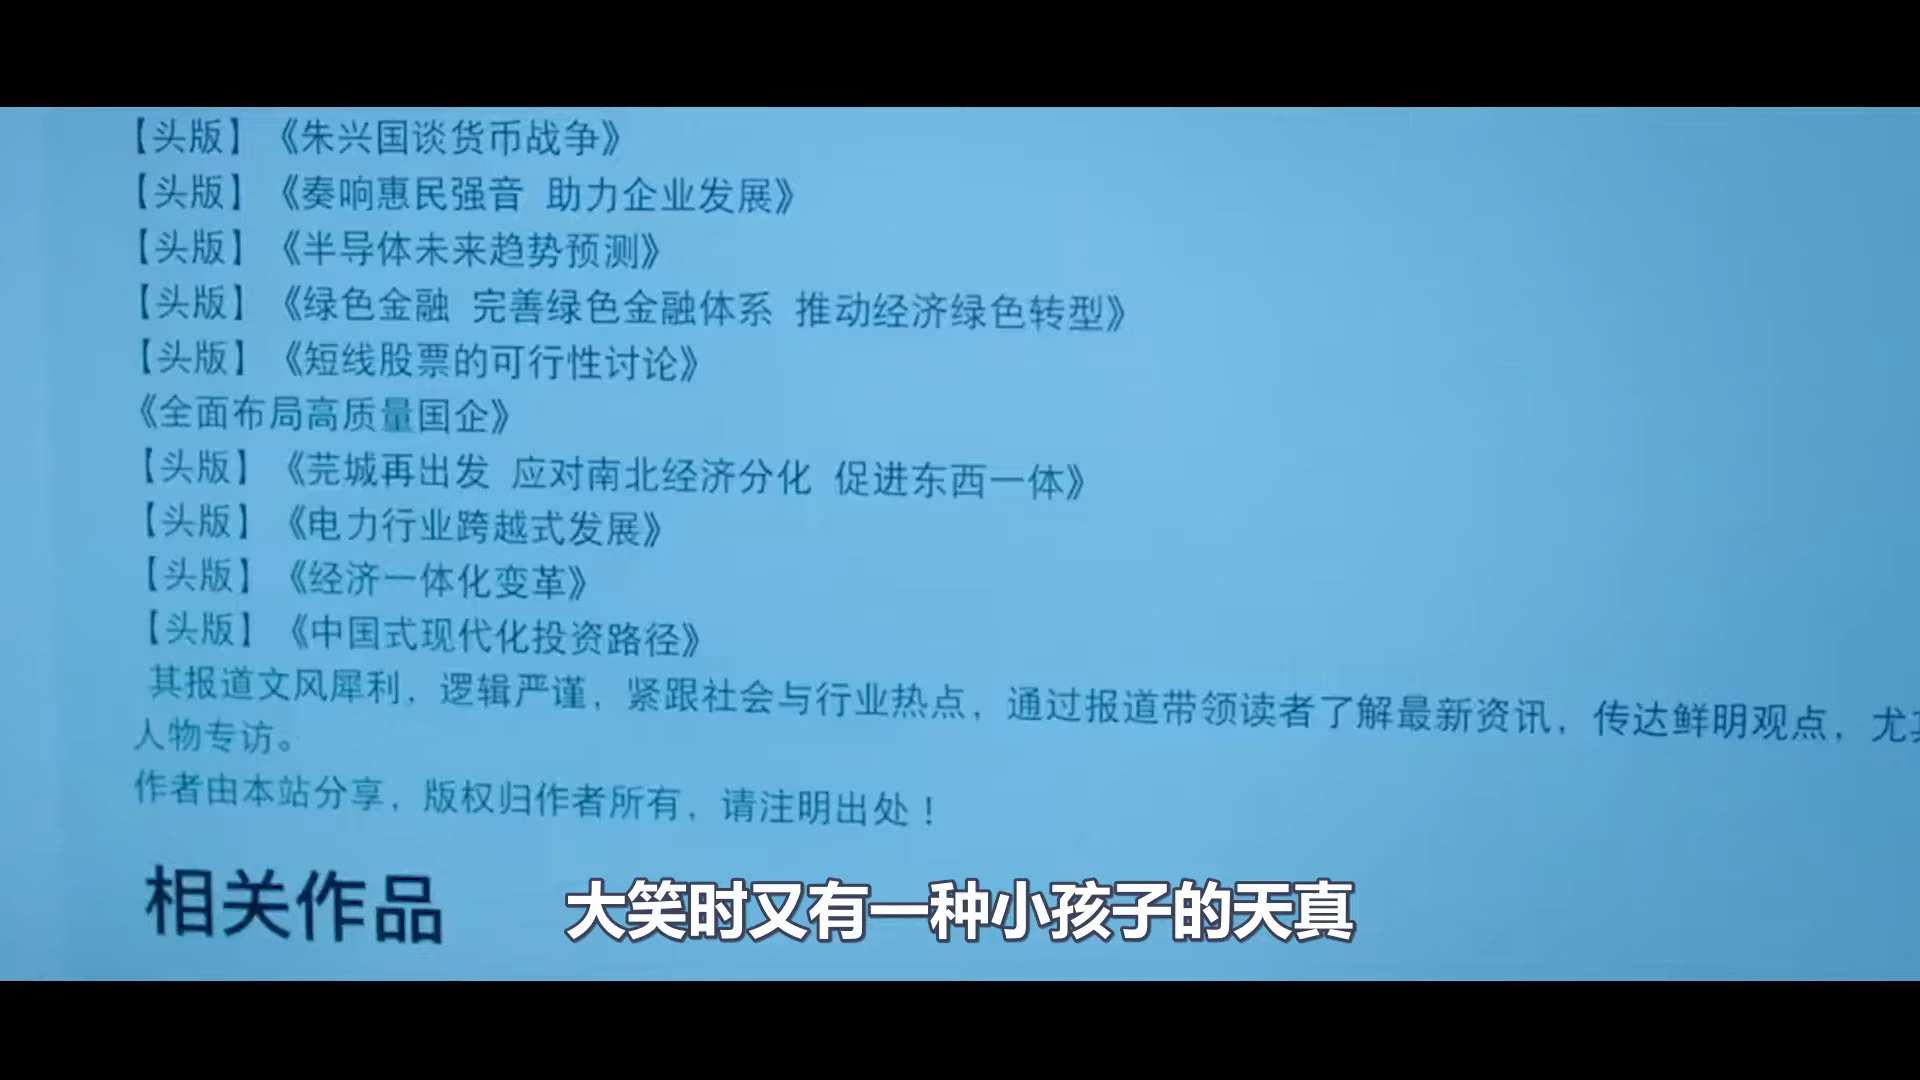 【头版】《朱兴国谈货币战争》
【头版】《奏响惠民强音 助力企业发展》
【头版】《半导体未来趋势预测》
【头版】《绿色金融 完善绿色金融体系 推动经济绿色转型》
【头版】《短线股票的可行性讨论》
《全面布局高质量国企》
【头版】《莞城再出发 应对南北经济分化 促进东西一体》
【头版】《电力行业跨越式发展》
【头版】《经济一体化变革》
【头版】《中国式现代化投资路径》
其报道文风犀利，逻辑严谨，紧跟社会与行业热点，通过报道带领读者了解最新资讯，传达鲜明观点，尤其
人物专访。
作者由本站分享，版权归作者所有，请注明出处！
相关作品
大笑时又有一种小孩子的天真